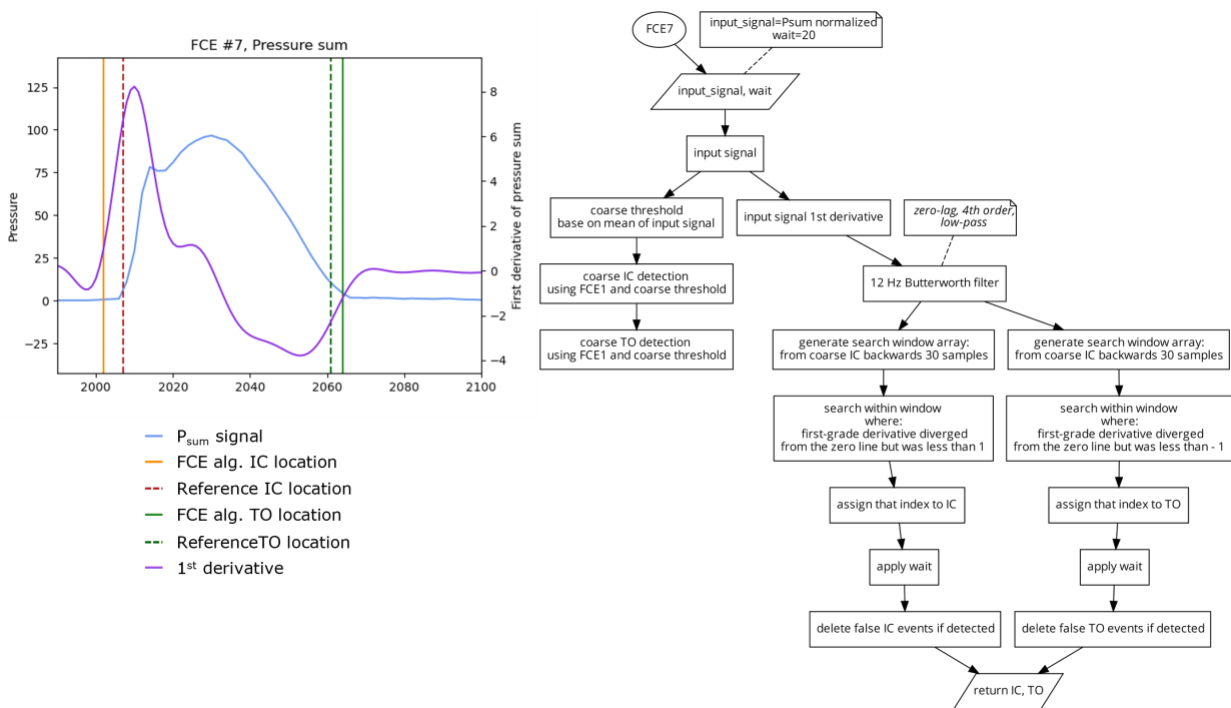 FCE #7, Pressure sum
125
100
75
50
25
0
−25
Pressure
8
6
4
2
0
−2
−4
First derivative of pressure sum
2000
2020
2040
2060
2080
2100
Psum signal
FCE alg. IC location
Reference IC location
FCE alg. TO location
ReferenceTO location
1st derivative
FCE7
input_signal=Psum normalized
wait=20
input_signal, wait
input signal
coarse threshold
base on mean of input signal
input signal 1st derivative
zero-lag, 4th order,
low-pass
coarse IC detection
using FCE1 and coarse threshold
12 Hz Butterworth filter
coarse TO detection
using FCE1 and coarse threshold
generate search window array:
from coarse IC backwards 30 samples
generate search window array:
from coarse IC backwards 30 samples
search within window
where:
first-grade derivative diverged
from the zero line but was less than 1
search within window
where:
first-grade derivative diverged
from the zero line but was less than - 1
assign that index to IC
assign that index to TO
apply wait
apply wait
delete false IC events if detected
delete false TO events if detected
return IC, TO